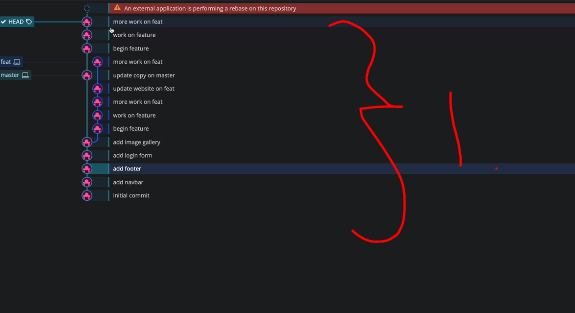 An external application is performing a rebase on this repository
HEAD
more work on feat
work on feature
begin feature
feat
more work on feat
master
update copy on master
update website on feat
more work on feat
work on feature
begin feature
add image gallery
add login form
add footer
add navbar
initial commit